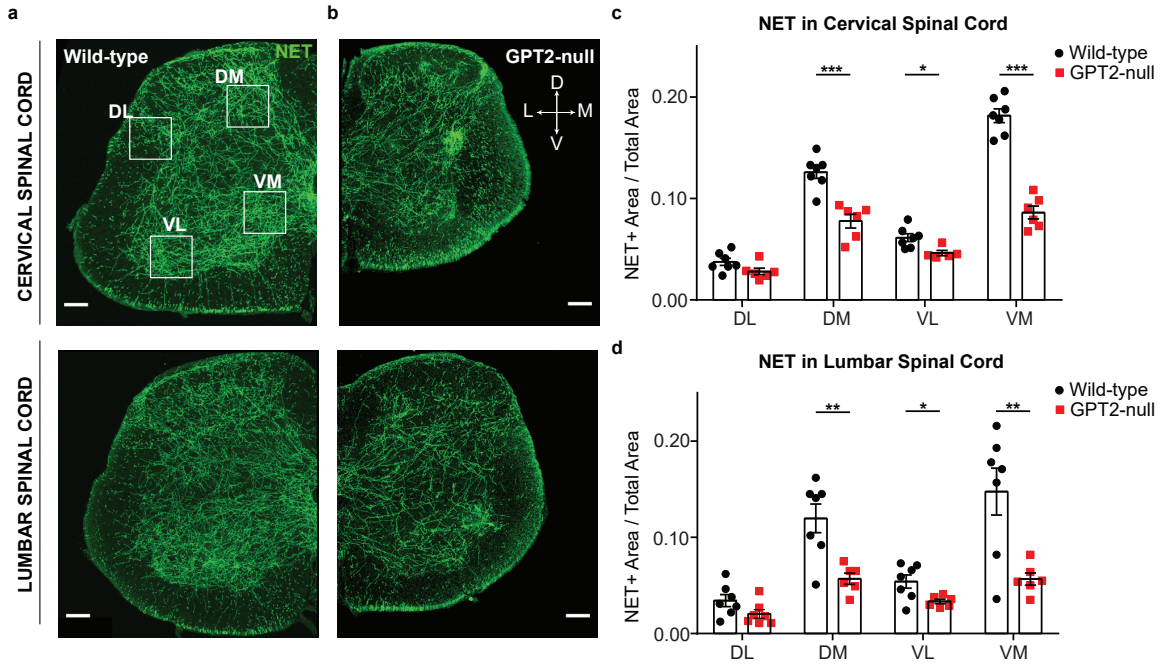 a
b
CERVICAL SPINAL CORD
Wild-type
NET
DM
DL
VM
VL
GPT2-null
D
L
M
V
LUMBAR SPINAL CORD
c
NET in Cervical Spinal Cord
Wild-type
GPT2-null
***
*
***
NET+ Area / Total Area
0.20
0.10
0.00
DL
DM
VL
VM
d
NET in Lumbar Spinal Cord
Wild-type
GPT2-null
**
*
**
NET+ Area / Total Area
0.20
0.10
0.00
DL
DM
VL
VM